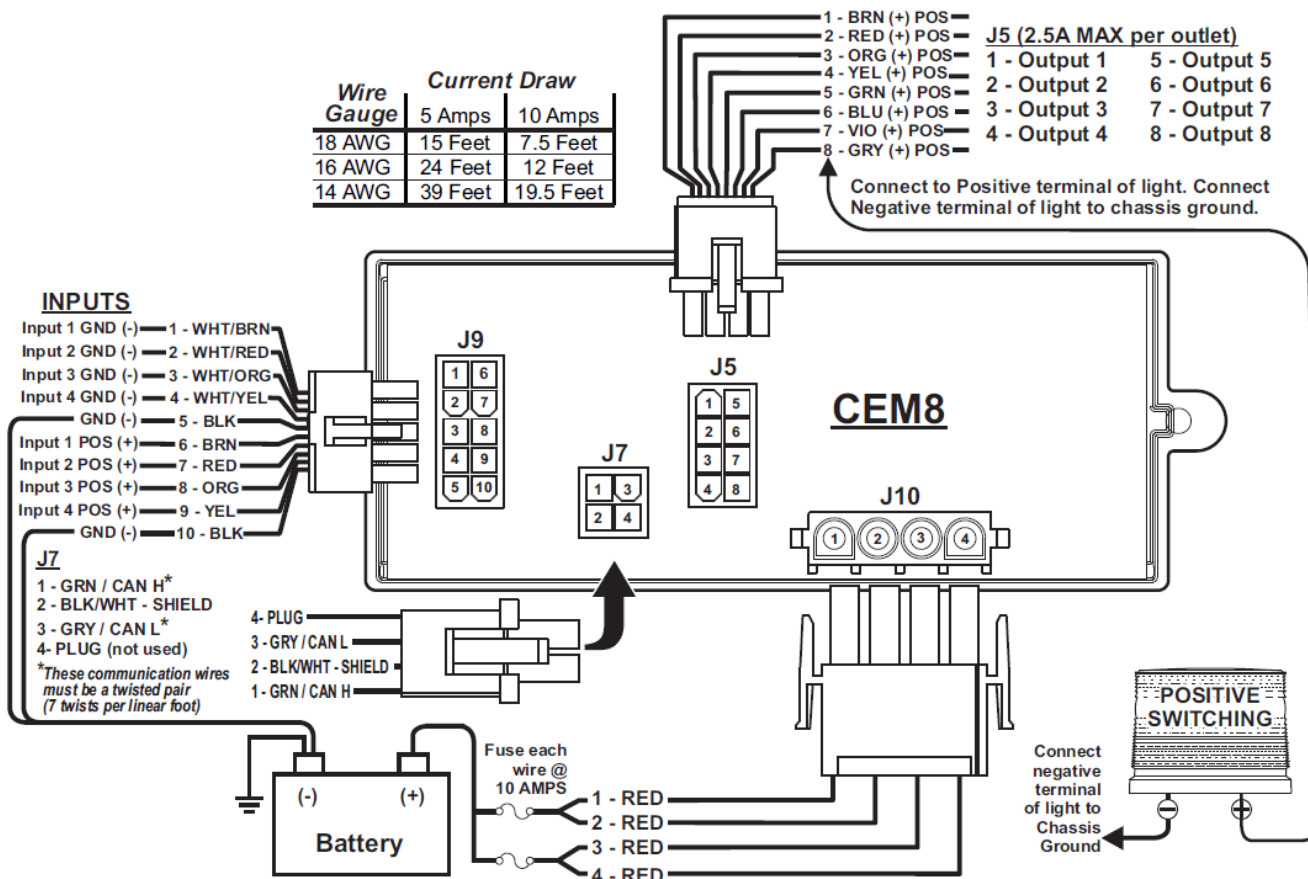 1 - BRN (+) POS
2 - RED (+) POS
3 - ORG (+) POS
4 - YEL (+) POS
5 - GRN (+) POS
6 - BLU (+) POS
7 - VIO (+) POS
8 - GRY (+) POS
J5 (2.5A MAX per outlet)
1 - Output 1 5 - Output 5
2 - Output 2 6 - Output 6
3 - Output 3 7 - Output 7
4 - Output 4 8 - Output 8
Connect to Positive terminal of light. Connect
Negative terminal of light to chassis ground.
Current Draw
Wire
Gauge 5 Amps 10 Amps
18 AWG 15 Feet 7.5 Feet
16 AWG 24 Feet 12 Feet
14 AWG 39 Feet 19.5 Feet
INPUTS
Input 1 GND (-) 1 - WHT/BRN
Input 2 GND (-) 2 - WHT/RED
Input 3 GND (-) 3 - WHT/ORG
Input 4 GND (-) 4 - WHT/YEL
GND (-) 5 - BLK
Input 1 POS (+) 6 - BRN
Input 2 POS (+) 7 - RED
Input 3 POS (+) 8 - ORG
Input 4 POS (+) 9 - YEL
GND (-) 10 - BLK
J9
1 6
2 7
3 8
4 9
5 10
J7
1 3
2 4
J5
1 5
2 6
3 7
4 8
CEM8
J10
1 2 3 4
J7
1 - GRN / CAN H*
2 - BLK/WHT - SHIELD
3 - GRY / CAN L*
4- PLUG (not used)
*These communication wires
must be a twisted pair
(7 twists per linear foot)
4- PLUG
3 - GRY / CAN L
2 - BLK/WHT - SHIELD
1 - GRN / CAN H
(-) (+)
Battery
Fuse each
wire @
10 AMPS
1 - RED
2 - RED
3 - RED
4 - RED
POSITIVE
SWITCHING
Connect
negative
terminal
of light to
Chassis
Ground
− +